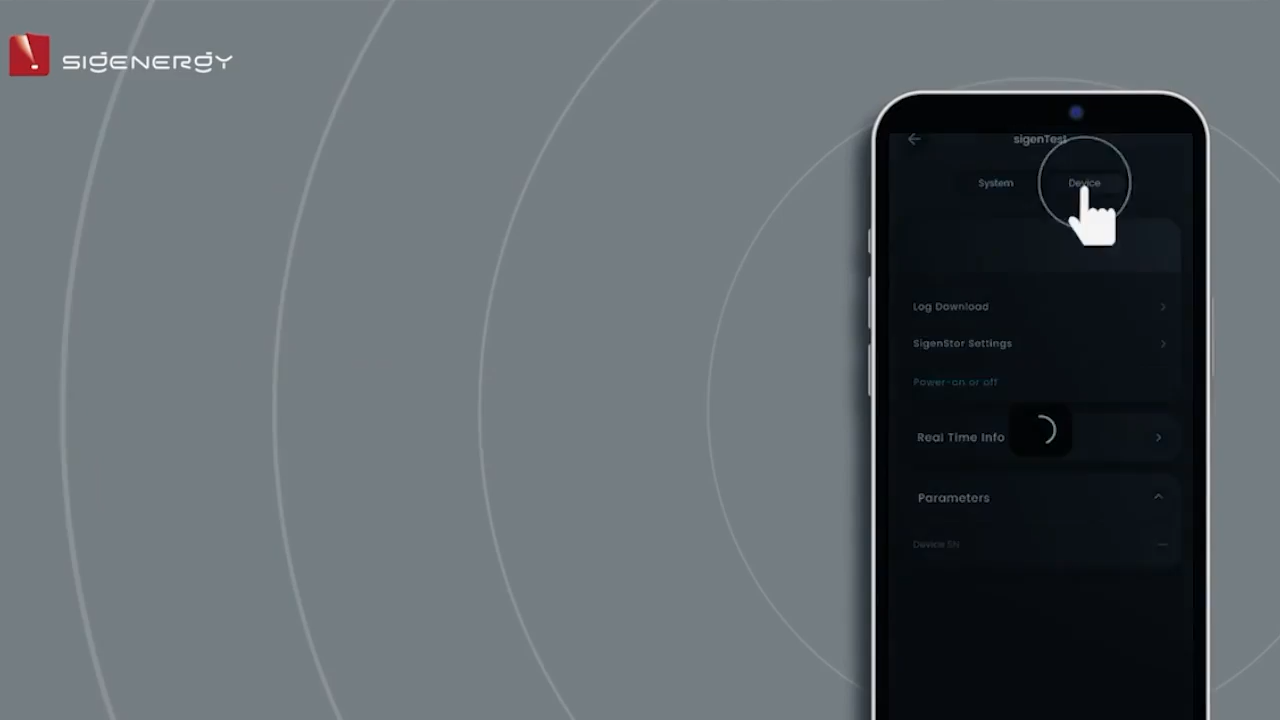 SIGENERGY
sigenTest
System
Device
Log Download
SigenStor Settings
Power-on or off
Real Time Info
Parameters
Device SN